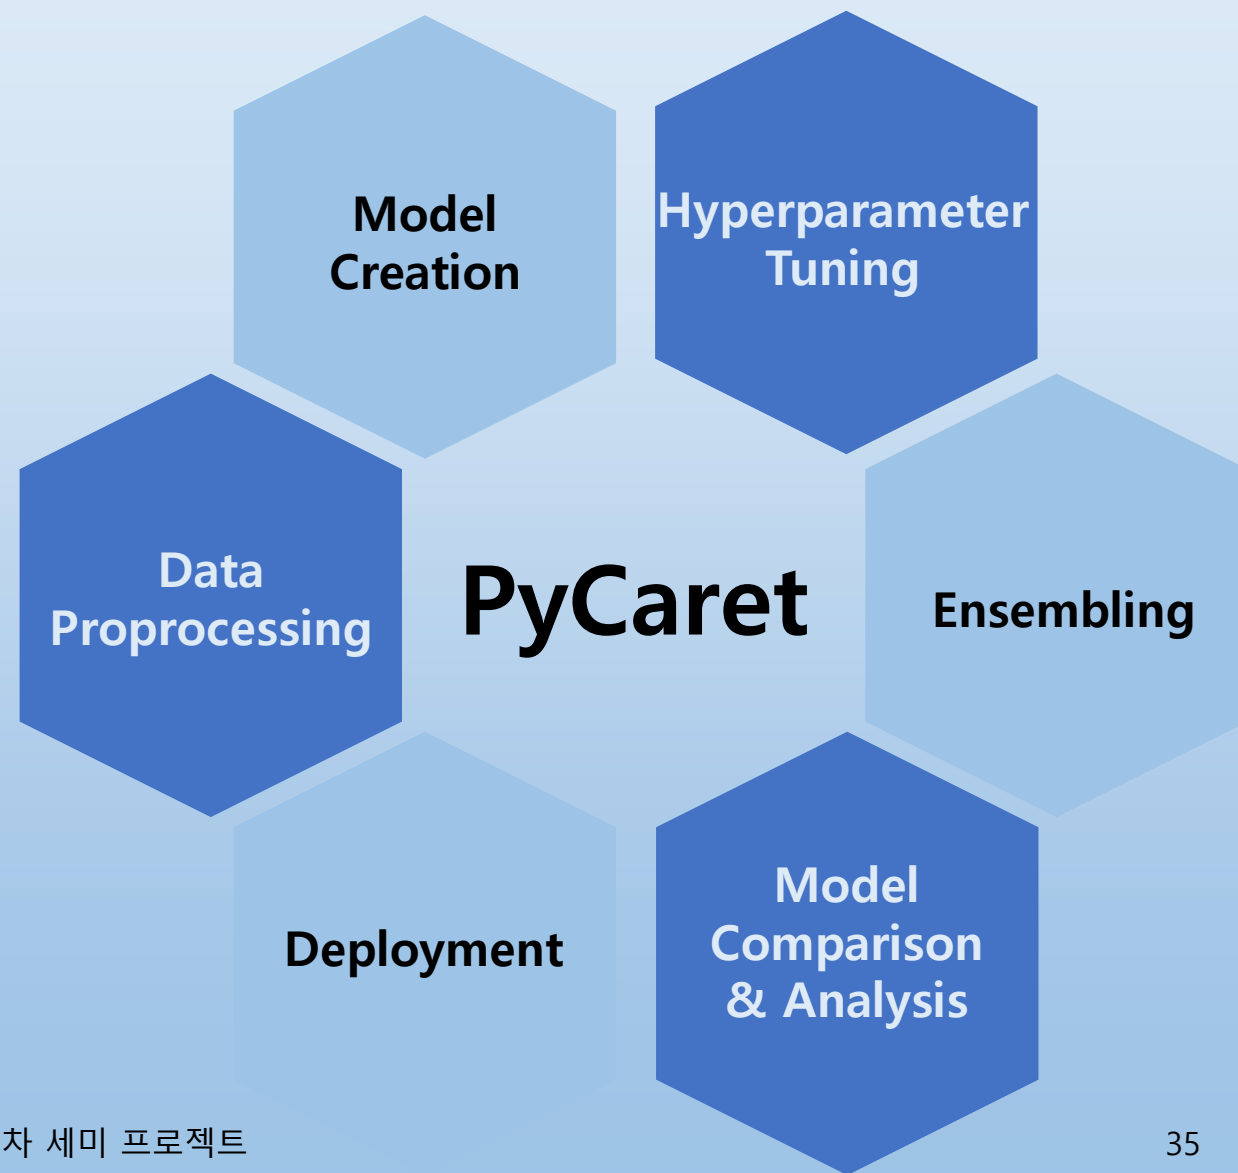 Model
Creation
Hyperparameter
Tuning
Data
Proprocessing
PyCaret
Ensembling
Deployment
Model
Comparison
& Analysis
차 세미 프로젝트
35